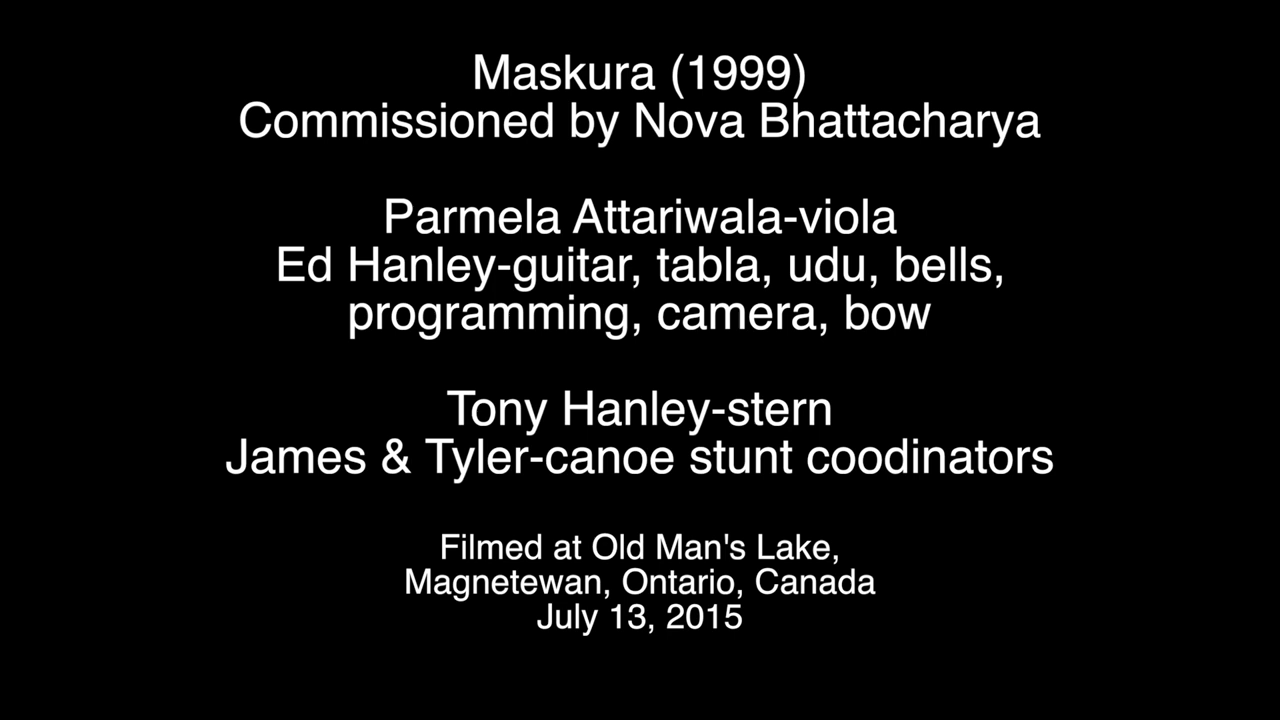 Maskura (1999)
Commissioned by Nova Bhattacharya
Parmela Attariwala-viola
Ed Hanley-guitar, tabla, udu, bells,
programming, camera, bow
Tony Hanley-stern
James & Tyler-canoe stunt coodinators
Filmed at Old Man's Lake,
Magnetewan, Ontario, Canada
July 13, 2015